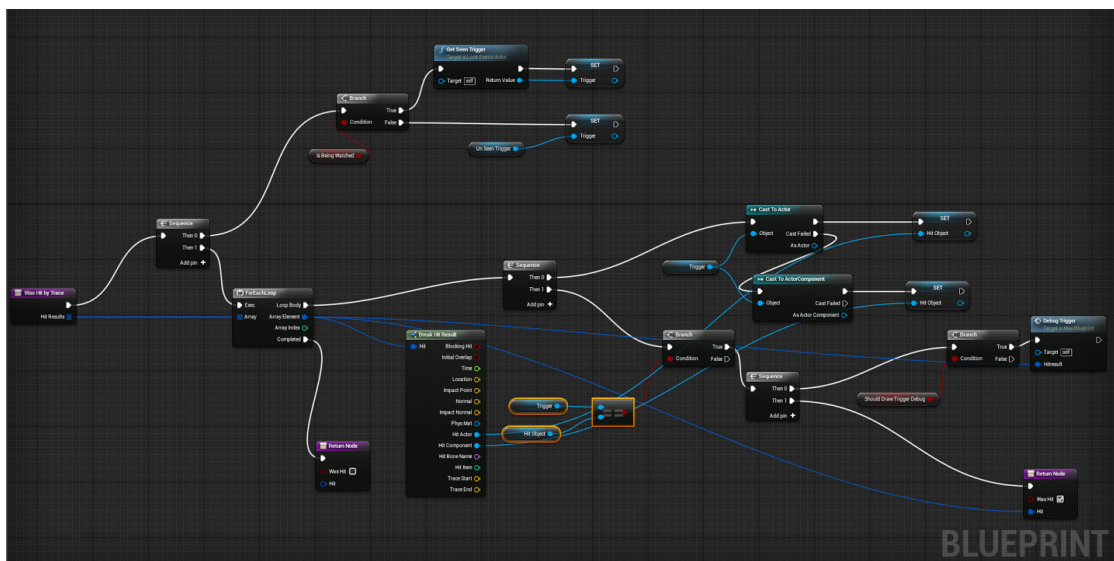 Get Seen Trigger
Target is Look Events Actor
Target self
Return Value
SET
Trigger
Branch
True
Condition
False
SET
Trigger
Un Seen Trigger
Is Being Watched
Sequence
Then 0
Then 1
Add pin +
Cast To Actor
Object
Cast Failed
As Actor
SET
Hit Object
Trigger
Sequence
Then 0
Then 1
Add pin +
Cast To ActorComponent
Object
Cast Failed
As Actor Component
SET
Hit Object
Was Hit by Trace
Hit Results
ForEachLoop
Exec
Loop Body
Array
Array Element
Array Index
Completed
Break Hit Result
Hit
Blocking Hit
Initial Overlap
Time
Location
Impact Point
Normal
Impact Normal
Phys Mat
Hit Actor
Hit Component
Hit Bone Name
Hit Item
Trace Start
Trace End
Trigger
Hit Object
==
Branch
True
Condition
False
Sequence
Then 0
Then 1
Add pin +
Branch
True
Condition
False
Should Draw Trigger Debug
Debug Trigger
Target is New Blueprint
Target self
Hitresult
Return Node
Was Hit
Hit
Return Node
Was Hit
Hit
BLUEPRINT